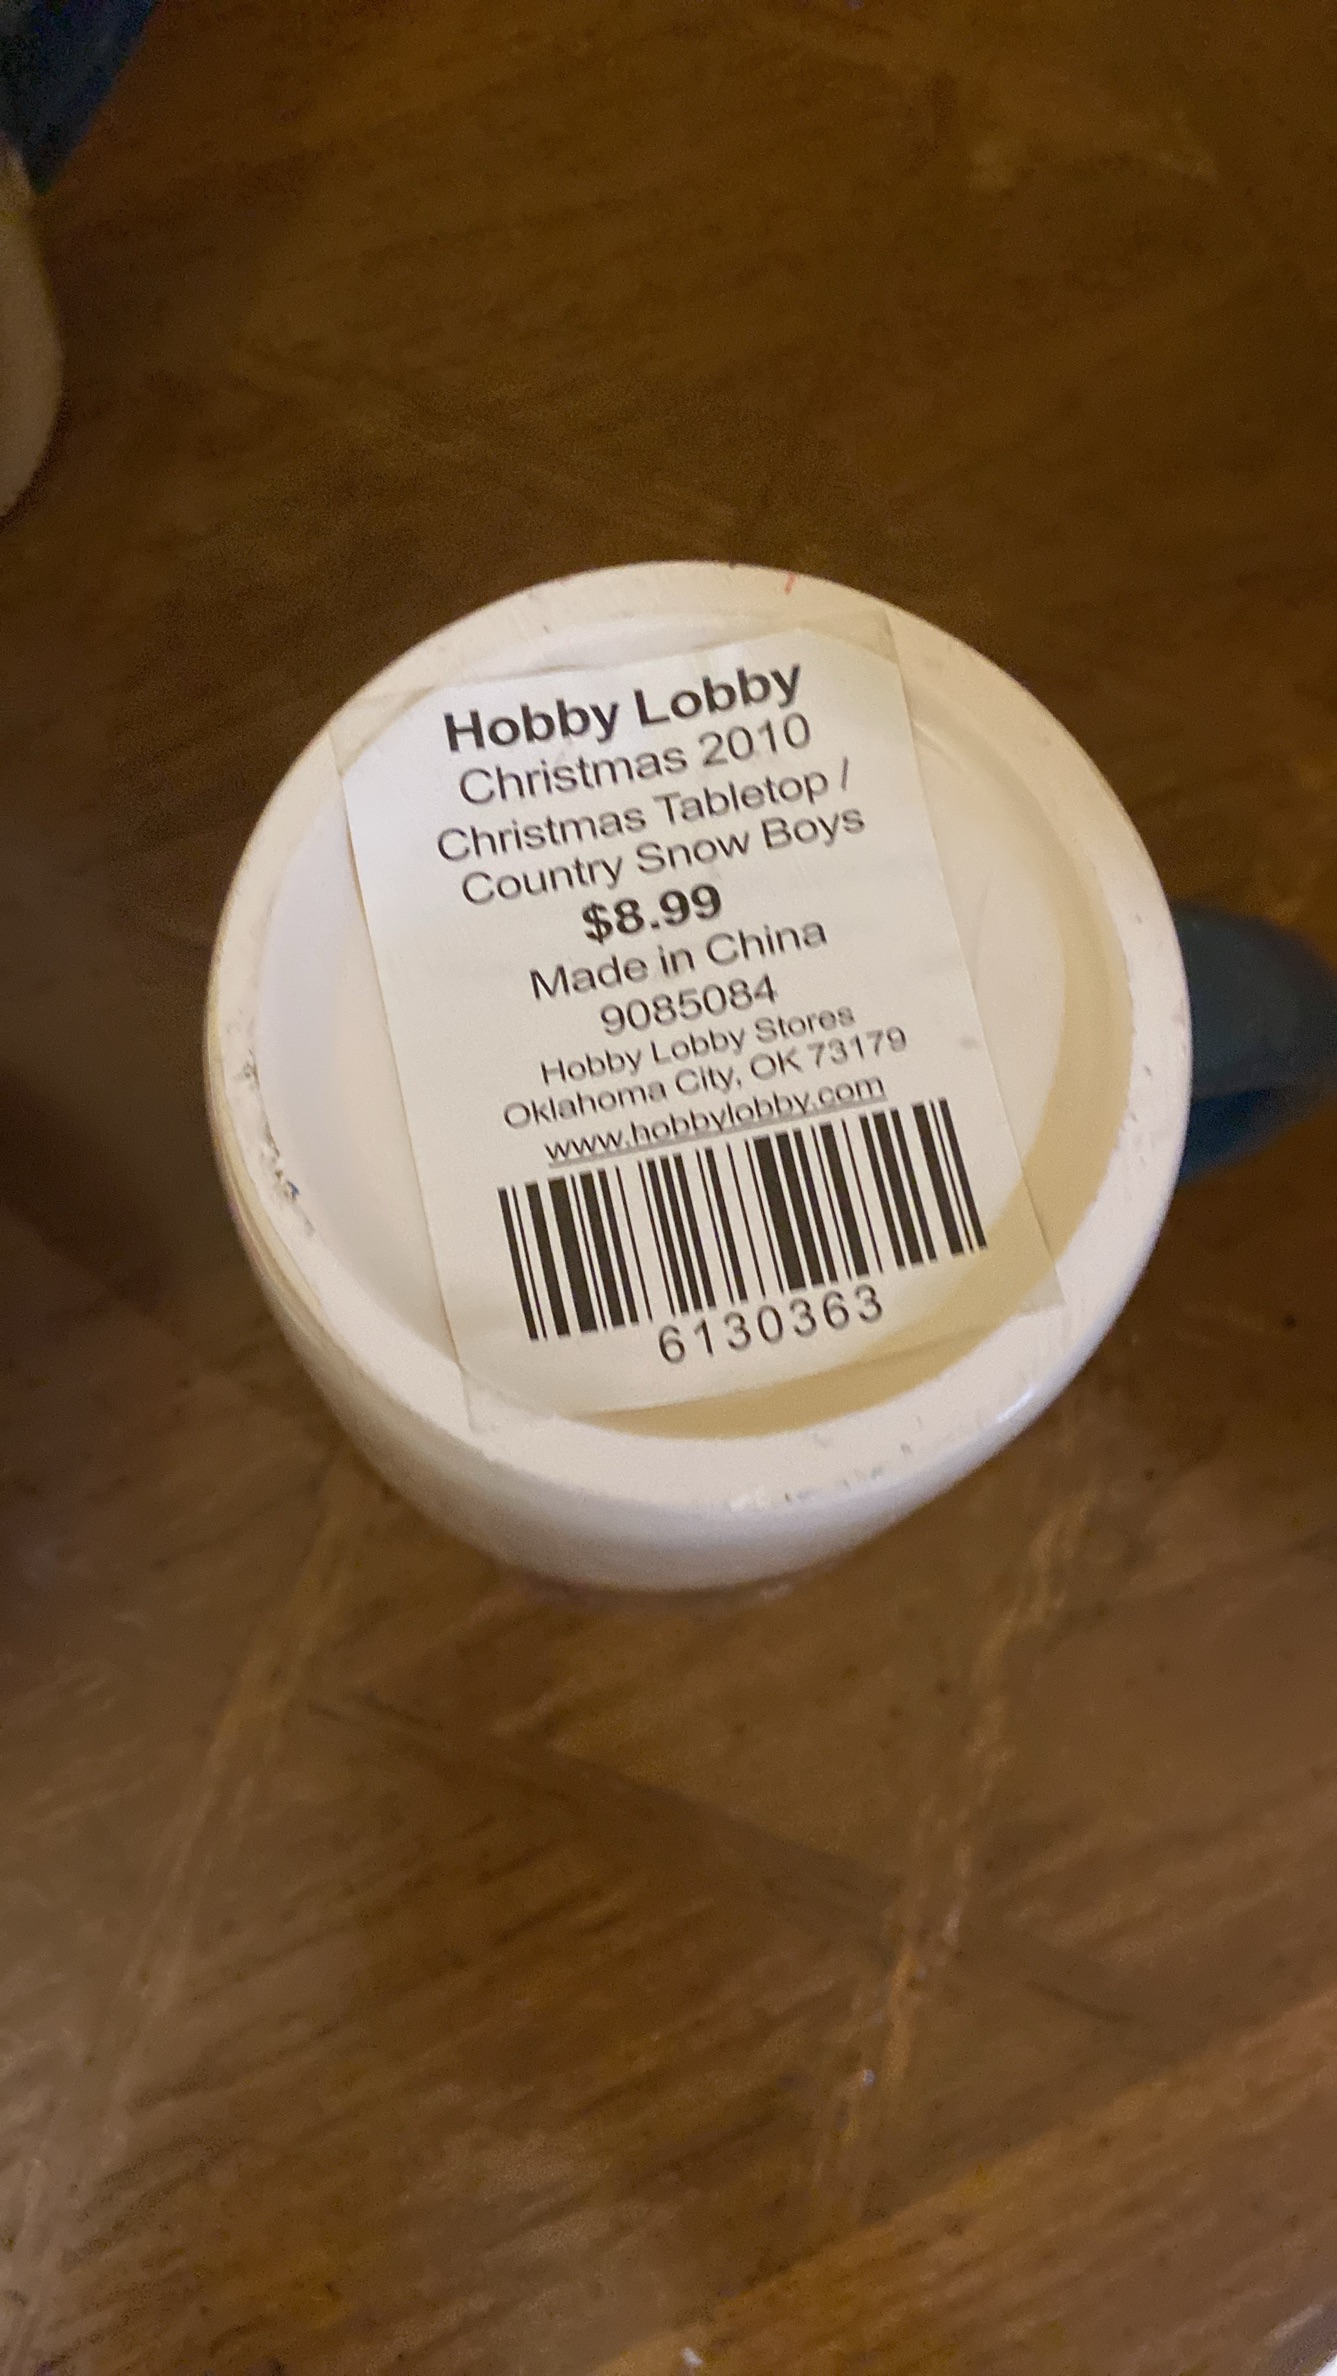 Hobby Lobby
Christmas 2010
Christmas Tabletop /
Country Snow Boys
$8.99
Made in China
9085084
Hobby Lobby Stores
Oklahoma City, OK 73179
www.hobbylobby.com
6130363